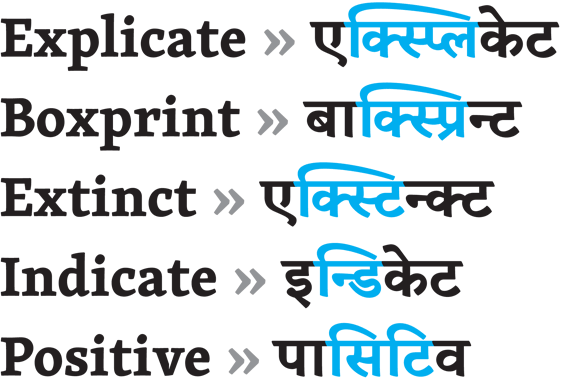 Explicate » एक्स्प्लिकेट
Boxprint » बाक्स्प्रिन्ट
Extinct » एक्स्टिन्क्ट
Indicate » इन्डिकेट
Positive » पासिटिव